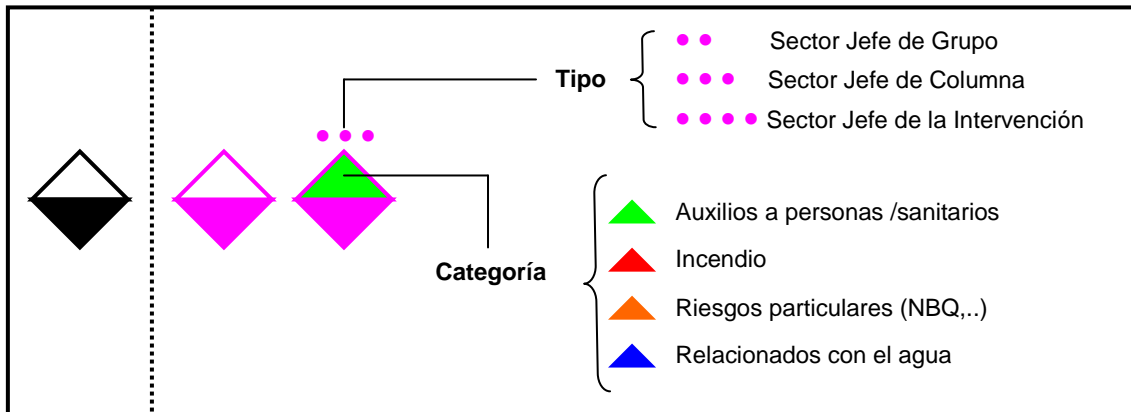 Sector Jefe de Grupo
Tipo
Sector Jefe de Columna
Sector Jefe de la Intervención
Auxilios a personas /sanitarios
Incendio
Categoría
Riesgos particulares (NBQ,..)
Relacionados con el agua